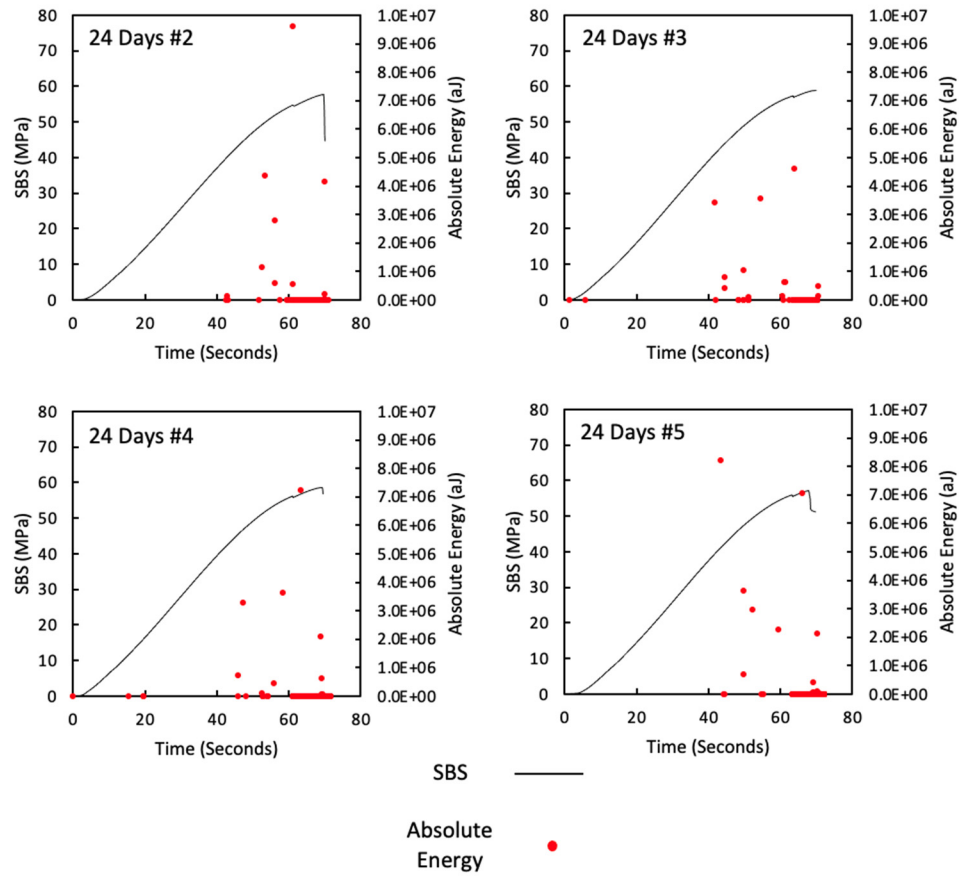 24 Days #2
80
70
60
50
40
30
20
10
0
SBS (MPa)
1.0E+07
9.0E+06
8.0E+06
7.0E+06
6.0E+06
5.0E+06
4.0E+06
3.0E+06
2.0E+06
1.0E+06
0.0E+00
Absolute Energy (aJ)
0 20 40 60 80
Time (Seconds)
24 Days #3
80
70
60
50
40
30
20
10
0
SBS (MPa)
1.0E+07
9.0E+06
8.0E+06
7.0E+06
6.0E+06
5.0E+06
4.0E+06
3.0E+06
2.0E+06
1.0E+06
0.0E+00
Absolute Energy (aJ)
0 20 40 60 80
Time (Seconds)
24 Days #4
80
70
60
50
40
30
20
10
0
SBS (MPa)
1.0E+07
9.0E+06
8.0E+06
7.0E+06
6.0E+06
5.0E+06
4.0E+06
3.0E+06
2.0E+06
1.0E+06
0.0E+00
Absolute Energy (aJ)
0 20 40 60 80
Time (Seconds)
24 Days #5
80
70
60
50
40
30
20
10
0
SBS (MPa)
1.0E+07
9.0E+06
8.0E+06
7.0E+06
6.0E+06
5.0E+06
4.0E+06
3.0E+06
2.0E+06
1.0E+06
0.0E+00
Absolute Energy (aJ)
0 20 40 60 80
Time (Seconds)
SBS
Absolute
Energy